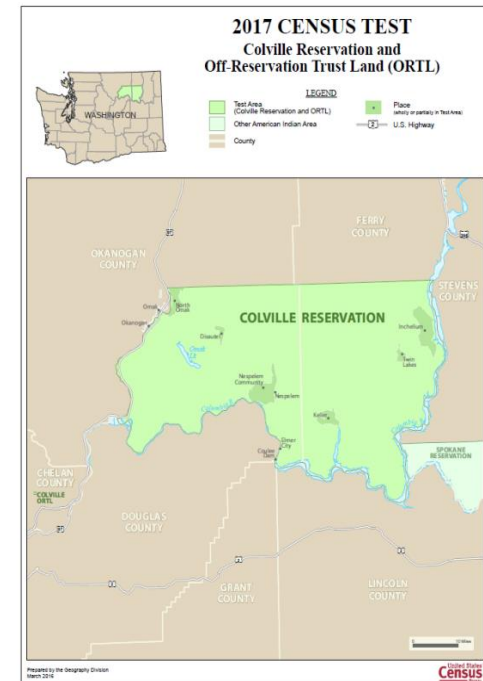 2017 CENSUS TEST
Colville Reservation and
Off-Reservation Trust Land (ORTL)
LEGEND
Test Area
(Colville Reservation and ORTL)
Other American Indian Area
County
Place
(wholly or partially in Test Area)
2 U.S. Highway
WASHINGTON
FERRY
COUNTY
OKANOGAN
COUNTY
STEVENS
COUNTY
Omak
North
Omak
Okanogan
COLVILLE RESERVATION
Disautel
Omak
Inchelium
Twin
Lakes
Nespelem
Community
Nespelem
Keller
Elmer
City
Coulee
Dam
SPOKANE
RESERVATION
CHELAN
COUNTY
COLVILLE
ORTL
DOUGLAS
COUNTY
GRANT
COUNTY
LINCOLN
COUNTY
Prepared by the Geography Division
March 2016
United States
Census